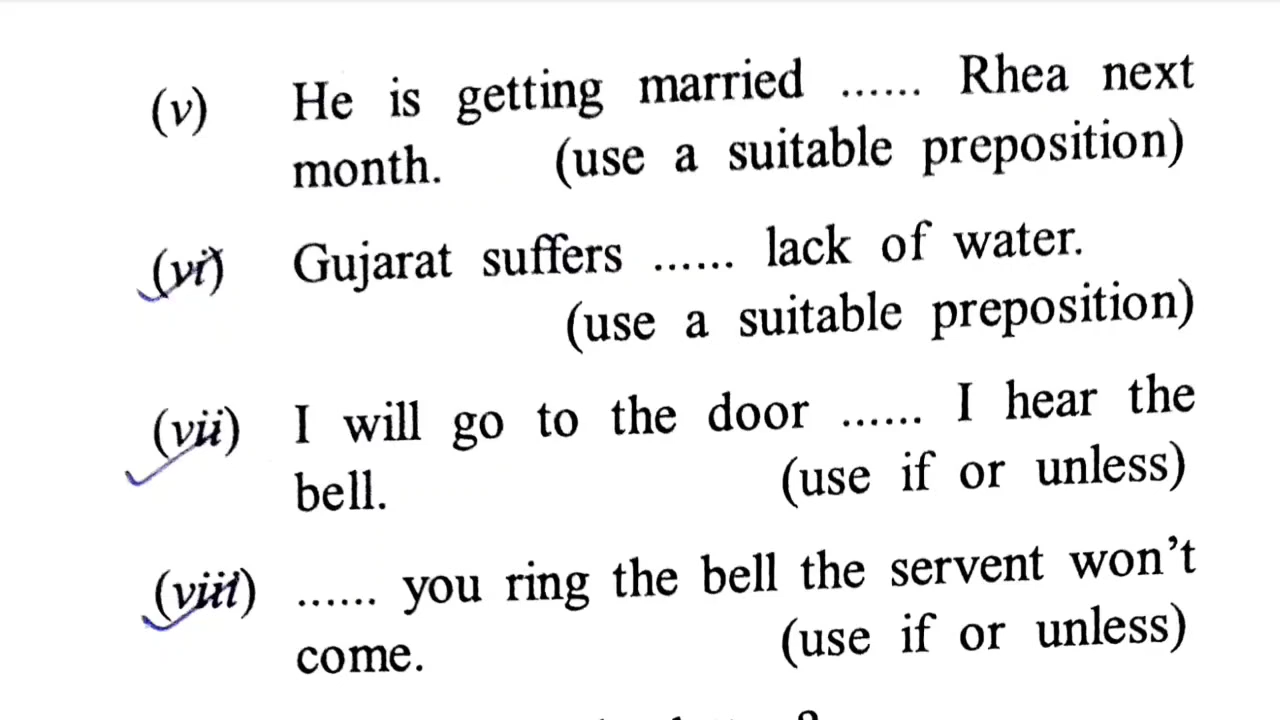 (v) He is getting married ...... Rhea next
month. (use a suitable preposition)
(vi) Gujarat suffers ...... lack of water.
(use a suitable preposition)
(vii) I will go to the door ...... I hear the
bell. (use if or unless)
(viii) ...... you ring the bell the servent won't
come. (use if or unless)